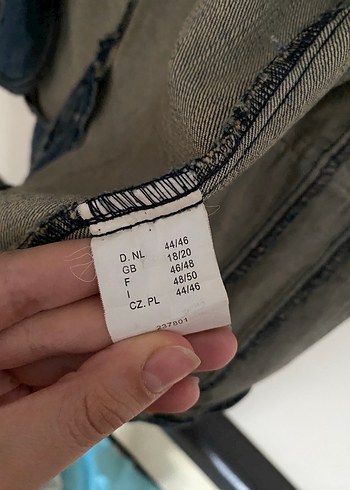 D. NL 44/46
GB 18/20
F 46/48
I 48/50
CZ. PL 44/46
237801